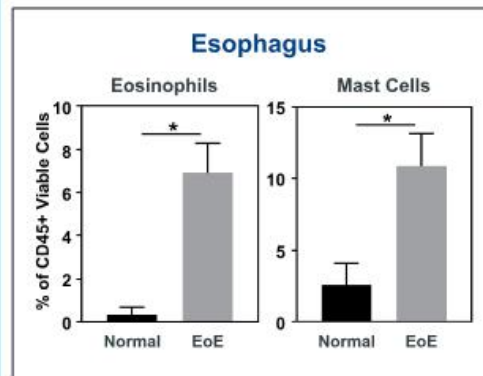 Esophagus
Eosinophils
% of CD45+ Viable Cells
10
8
6
4
2
0
*
Normal EoE
Mast Cells
15
10
5
0
*
Normal EoE